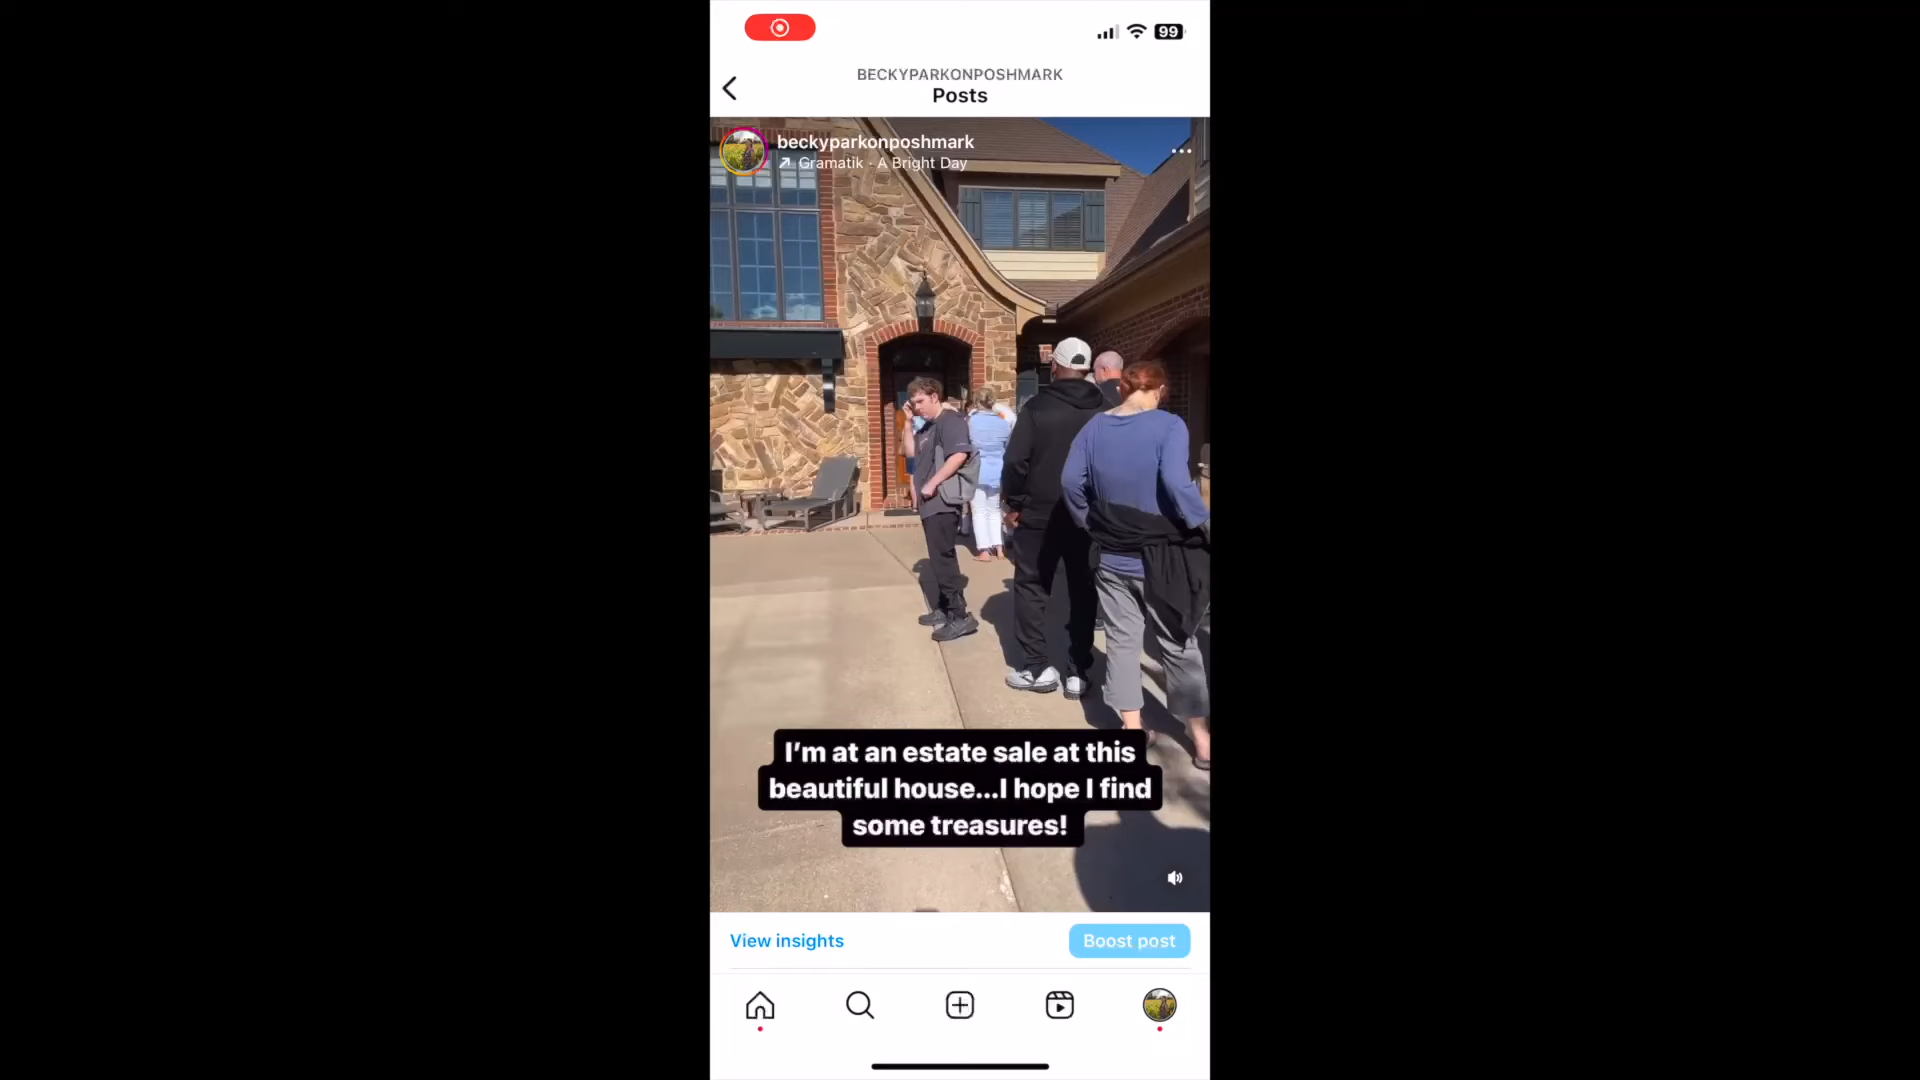 99
BECKYPARKONPOSHMARK
Posts
beckyparkonposhmark
Gramatik · A Bright Day
I'm at an estate sale at this
beautiful house...I hope I find
some treasures!
View insights
Boost post